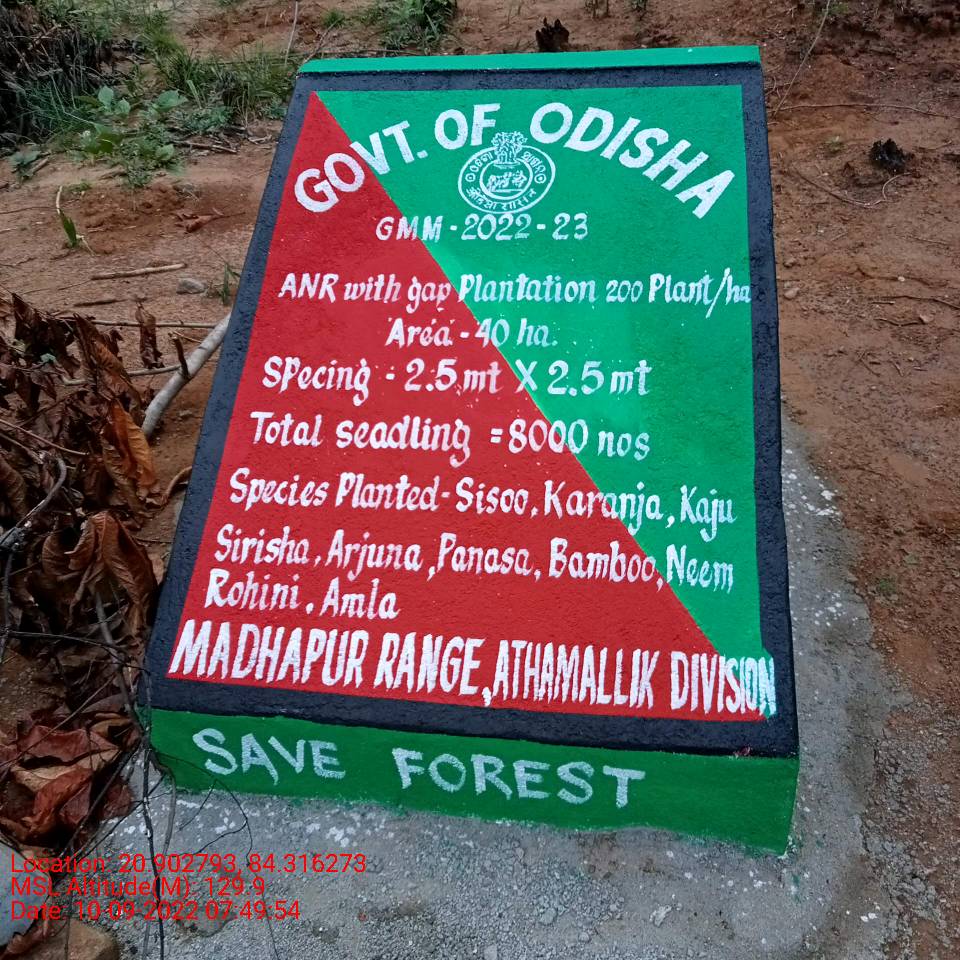 GOVT. OF ODISHA
GMM - 2022 - 23
ANR with gap Plantation 200 Plant/ha
Area - 40 ha.
SPecing - 2.5 mt X 2.5 mt
Total seadling = 8000 nos
Species Planted - Sisoo, Karanja, Kaju
Sirisha, Arjuna, Panasa, Bamboo, Neem
Rohini, Amla
MADHAPUR RANGE, ATHAMALLIK DIVISION
SAVE FOREST
Location: 20.902793, 84.316273
MSL Altitude(M): 129.9
Date: 10-09-2022 07:49:54